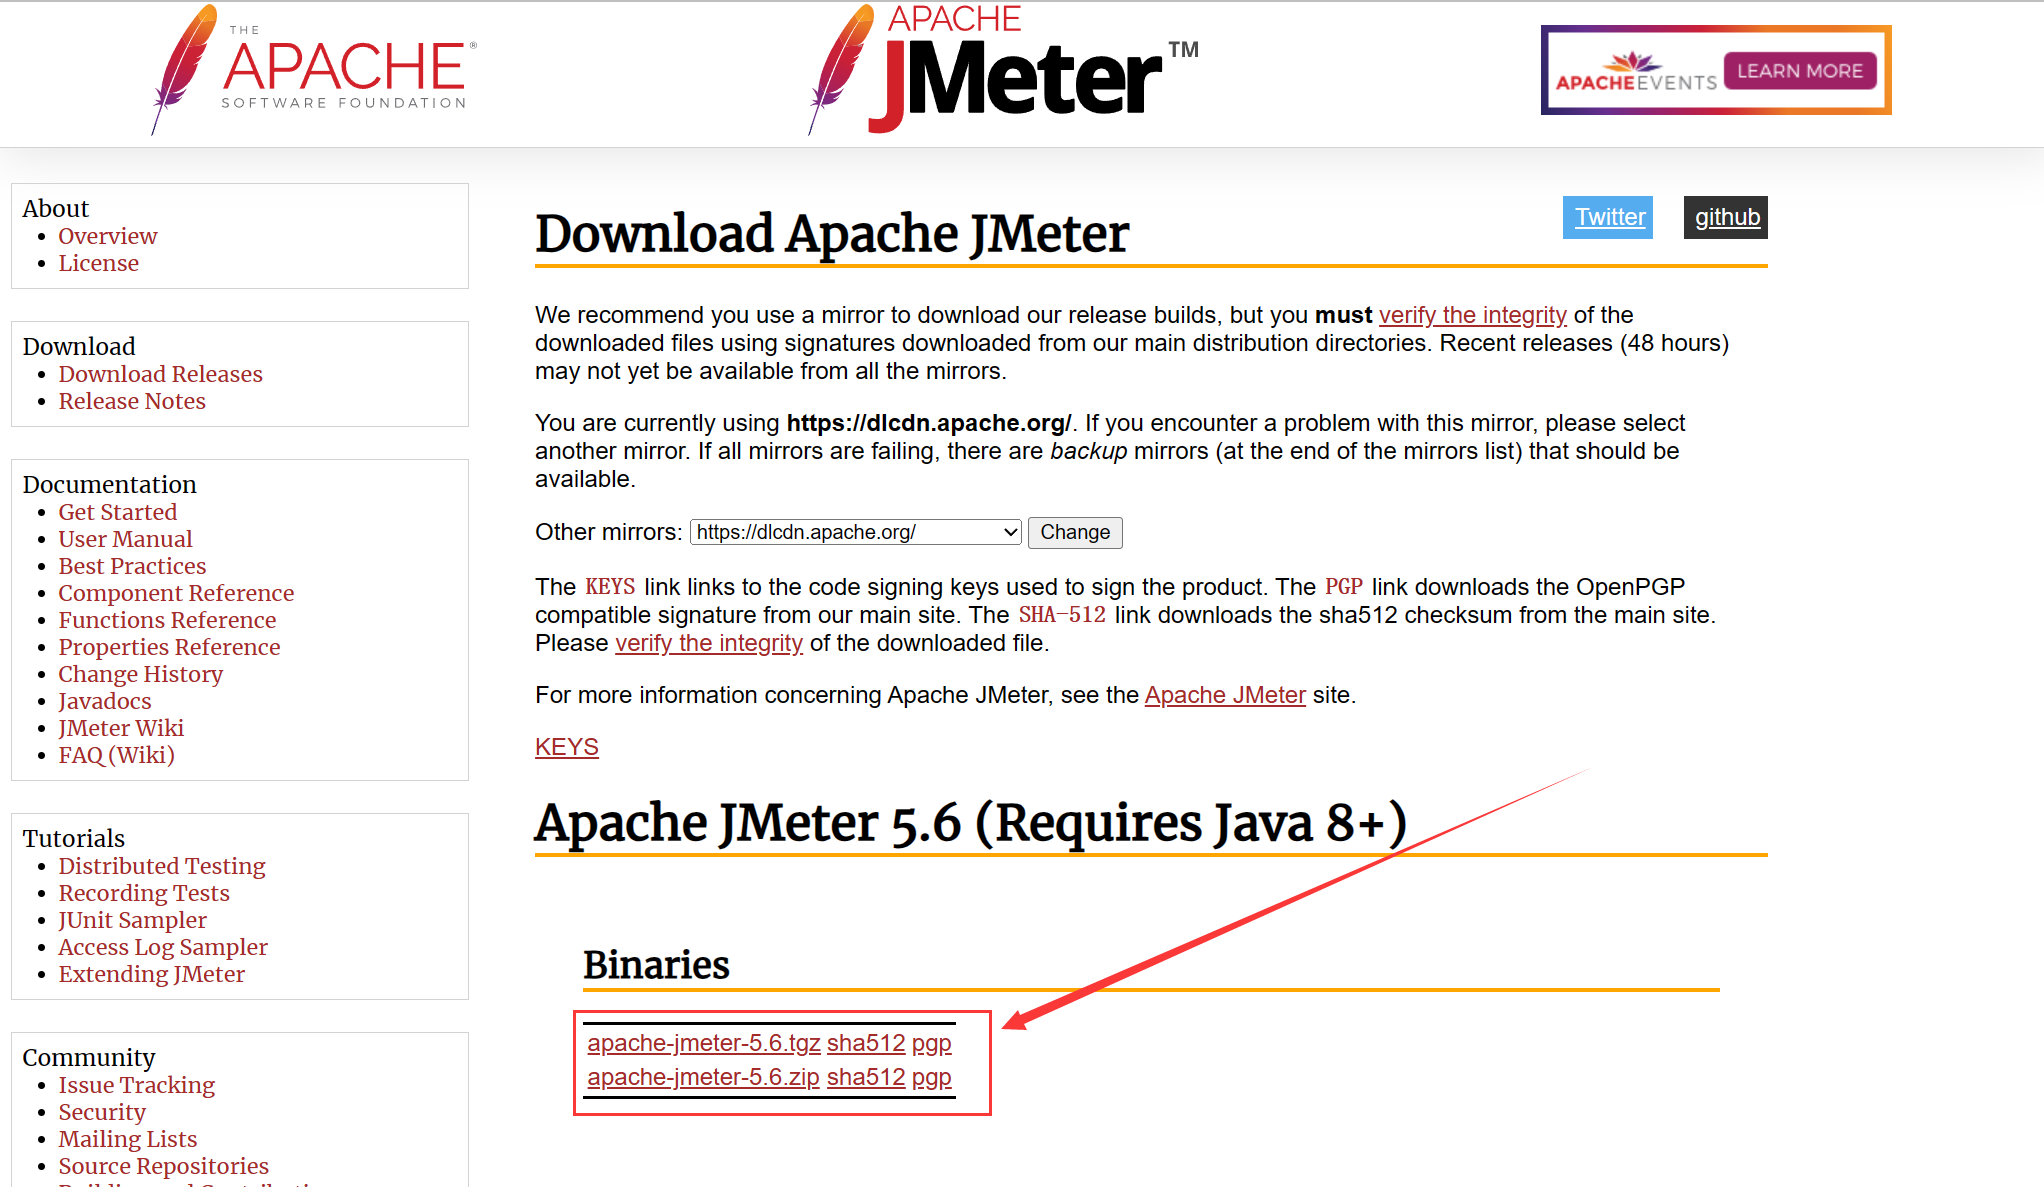 THE
APACHE®
SOFTWARE FOUNDATION
APACHE
JMeter™
APACHEEVENTS LEARN MORE
About
Overview
License
Download
Download Releases
Release Notes
Documentation
Get Started
User Manual
Best Practices
Component Reference
Functions Reference
Properties Reference
Change History
Javadocs
JMeter Wiki
FAQ (Wiki)
Tutorials
Distributed Testing
Recording Tests
JUnit Sampler
Access Log Sampler
Extending JMeter
Community
Issue Tracking
Security
Mailing Lists
Source Repositories
Twitter github
Download Apache JMeter
We recommend you use a mirror to download our release builds, but you must verify the integrity of the
downloaded files using signatures downloaded from our main distribution directories. Recent releases (48 hours)
may not yet be available from all the mirrors.
You are currently using https://dlcdn.apache.org/. If you encounter a problem with this mirror, please select
another mirror. If all mirrors are failing, there are backup mirrors (at the end of the mirrors list) that should be
available.
Other mirrors: https://dlcdn.apache.org/ Change
The KEYS link links to the code signing keys used to sign the product. The PGP link downloads the OpenPGP
compatible signature from our main site. The SHA-512 link downloads the sha512 checksum from the main site.
Please verify the integrity of the downloaded file.
For more information concerning Apache JMeter, see the Apache JMeter site.
KEYS
Apache JMeter 5.6 (Requires Java 8+)
Binaries
apache-jmeter-5.6.tgz sha512 pgp
apache-jmeter-5.6.zip sha512 pgp